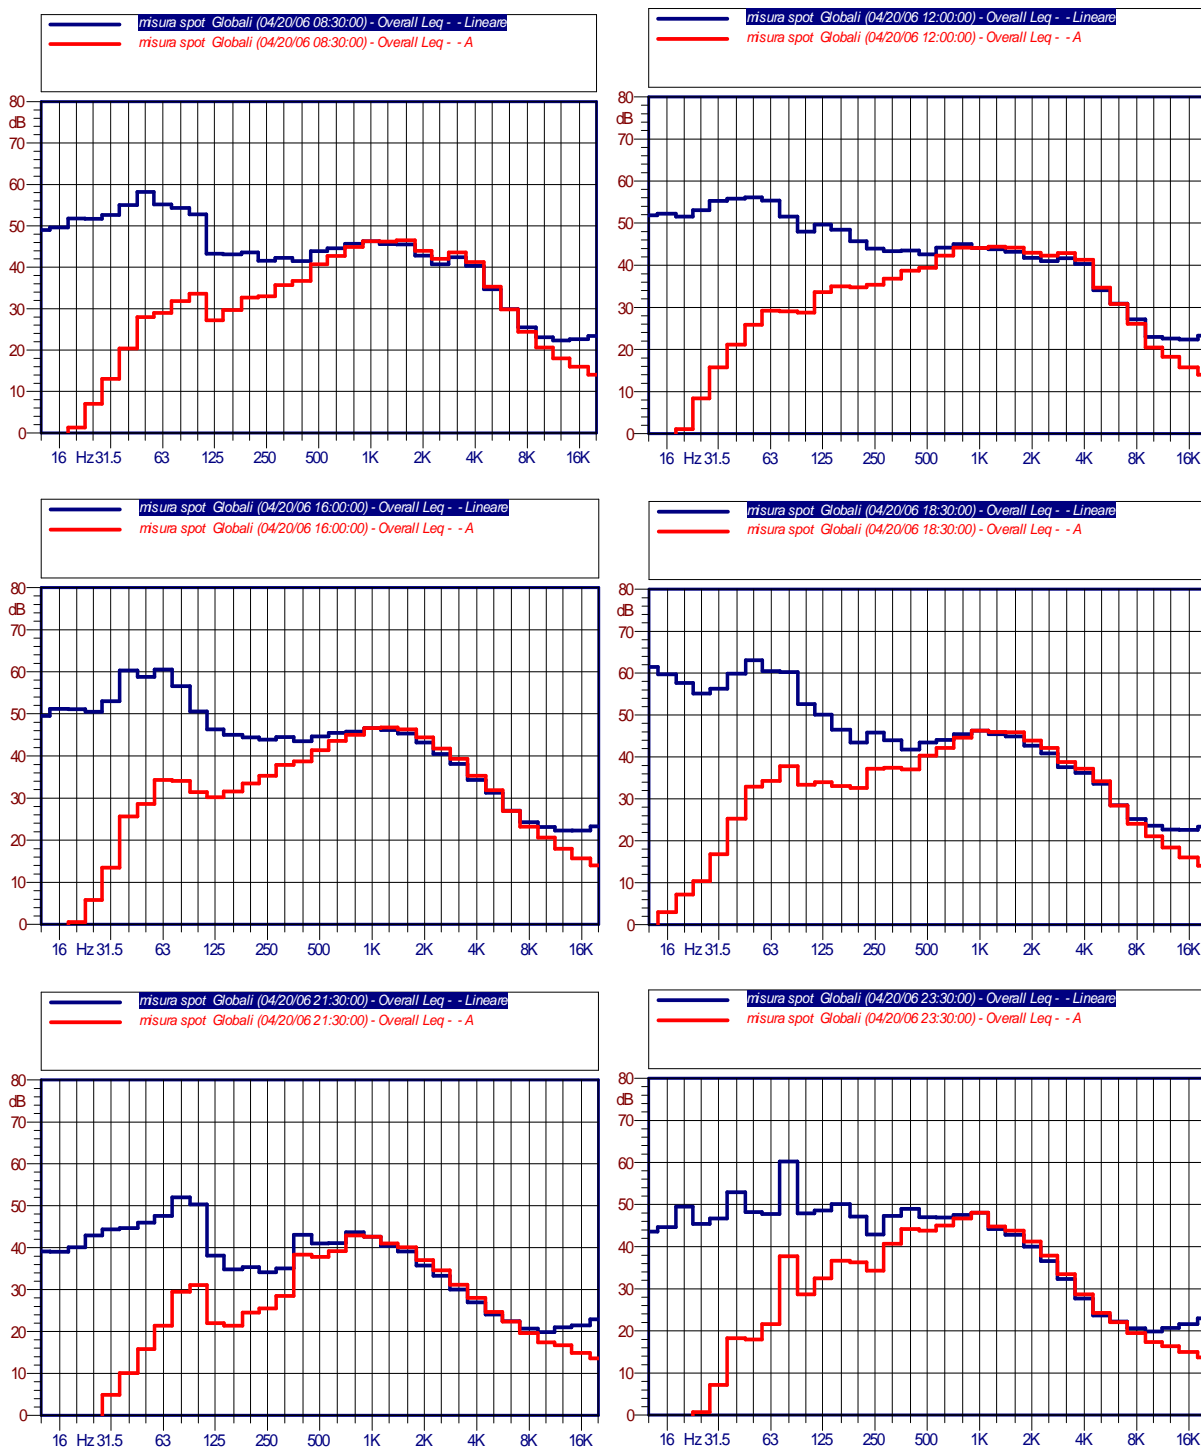 misura spot Globali (04/20/06 08:30:00) - Overall Leq - - Lineare
misura spot Globali (04/20/06 08:30:00) - Overall Leq - - A
80
dB
70
60
50
40
30
20
10
0
16 Hz 31.5 63 125 250 500 1K 2K 4K 8K 16K
misura spot Globali (04/20/06 12:00:00) - Overall Leq - - Lineare
misura spot Globali (04/20/06 12:00:00) - Overall Leq - - A
80
dB
70
60
50
40
30
20
10
0
16 Hz 31.5 63 125 250 500 1K 2K 4K 8K 16K
misura spot Globali (04/20/06 16:00:00) - Overall Leq - - Lineare
misura spot Globali (04/20/06 16:00:00) - Overall Leq - - A
80
dB
70
60
50
40
30
20
10
0
16 Hz 31.5 63 125 250 500 1K 2K 4K 8K 16K
misura spot Globali (04/20/06 18:30:00) - Overall Leq - - Lineare
misura spot Globali (04/20/06 18:30:00) - Overall Leq - - A
80
dB
70
60
50
40
30
20
10
0
16 Hz 31.5 63 125 250 500 1K 2K 4K 8K 16K
misura spot Globali (04/20/06 21:30:00) - Overall Leq - - Lineare
misura spot Globali (04/20/06 21:30:00) - Overall Leq - - A
80
dB
70
60
50
40
30
20
10
0
16 Hz 31.5 63 125 250 500 1K 2K 4K 8K 16K
misura spot Globali (04/20/06 23:30:00) - Overall Leq - - Lineare
misura spot Globali (04/20/06 23:30:00) - Overall Leq - - A
80
dB
70
60
50
40
30
20
10
0
16 Hz 31.5 63 125 250 500 1K 2K 4K 8K 16K